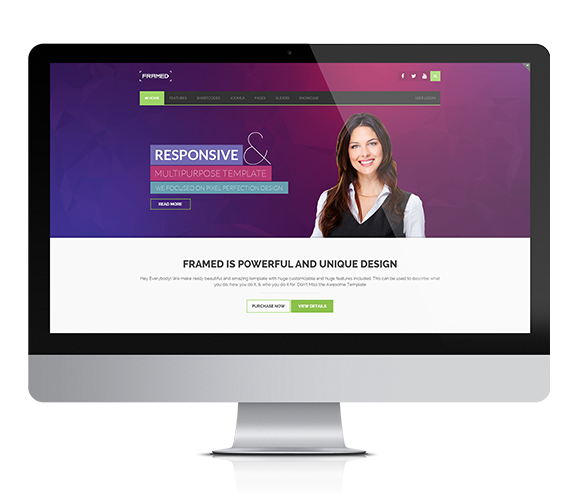 FRAMED
HOME FEATURES SHORTCODES JOOMLA PAGES K2 BLOG SHOWCASE
RESPONSIVE &
MULTIPURPOSE TEMPLATE
WE FOCUSED ON PIXEL PERFECTION DESIGN
READ MORE
FRAMED IS POWERFUL AND UNIQUE DESIGN
Hey, Everybody! We make ready beautiful and amazing template with huge customizable and huge features included. This can be used to describe what
you do, how you do it, & who you do it for. Don't Miss the Awesome Template
PURCHASE NOW VIEW DETAILS